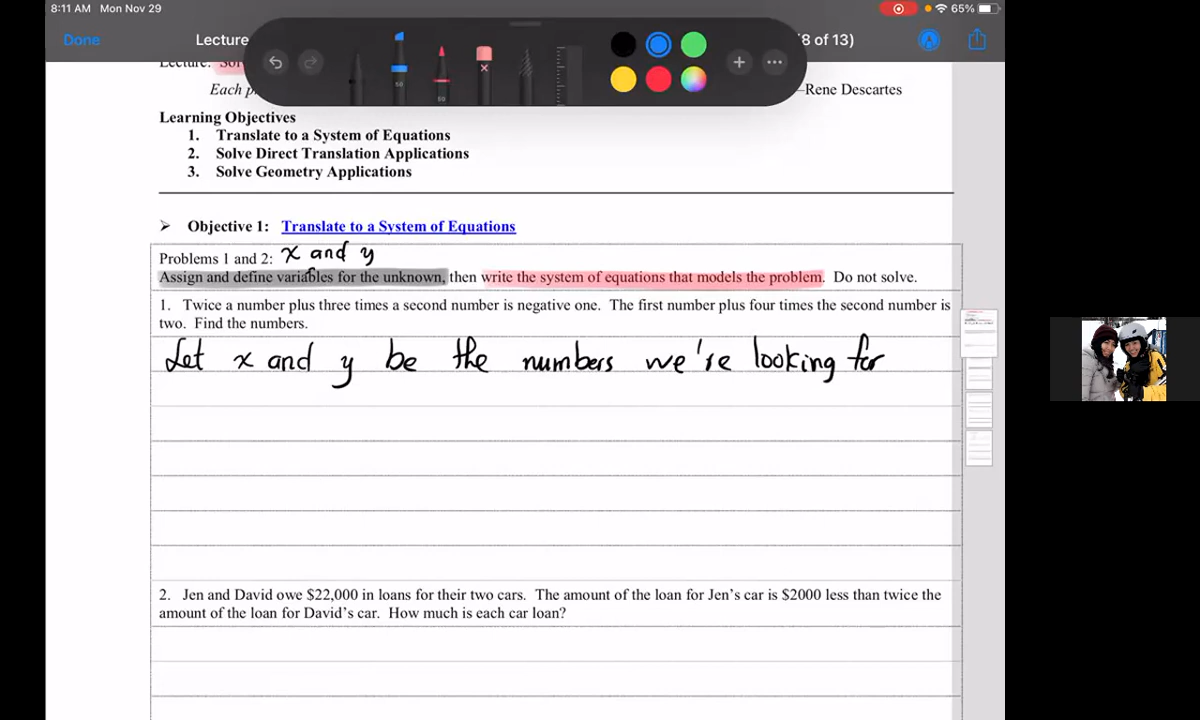 8:11 AM Mon Nov 29
65%
Done
Lecture
(8 of 13)
Lecture:
Each
–Rene Descartes
Learning Objectives
1. Translate to a System of Equations
2. Solve Direct Translation Applications
3. Solve Geometry Applications
➢ Objective 1: Translate to a System of Equations
Problems 1 and 2: x and y
Assign and define variables for the unknown, then write the system of equations that models the problem. Do not solve.
1. Twice a number plus three times a second number is negative one. The first number plus four times the second number is
two. Find the numbers.
Let x and y be the numbers we're looking for
2. Jen and David owe $22,000 in loans for their two cars. The amount of the loan for Jen's car is $2000 less than twice the
amount of the loan for David's car. How much is each car loan?